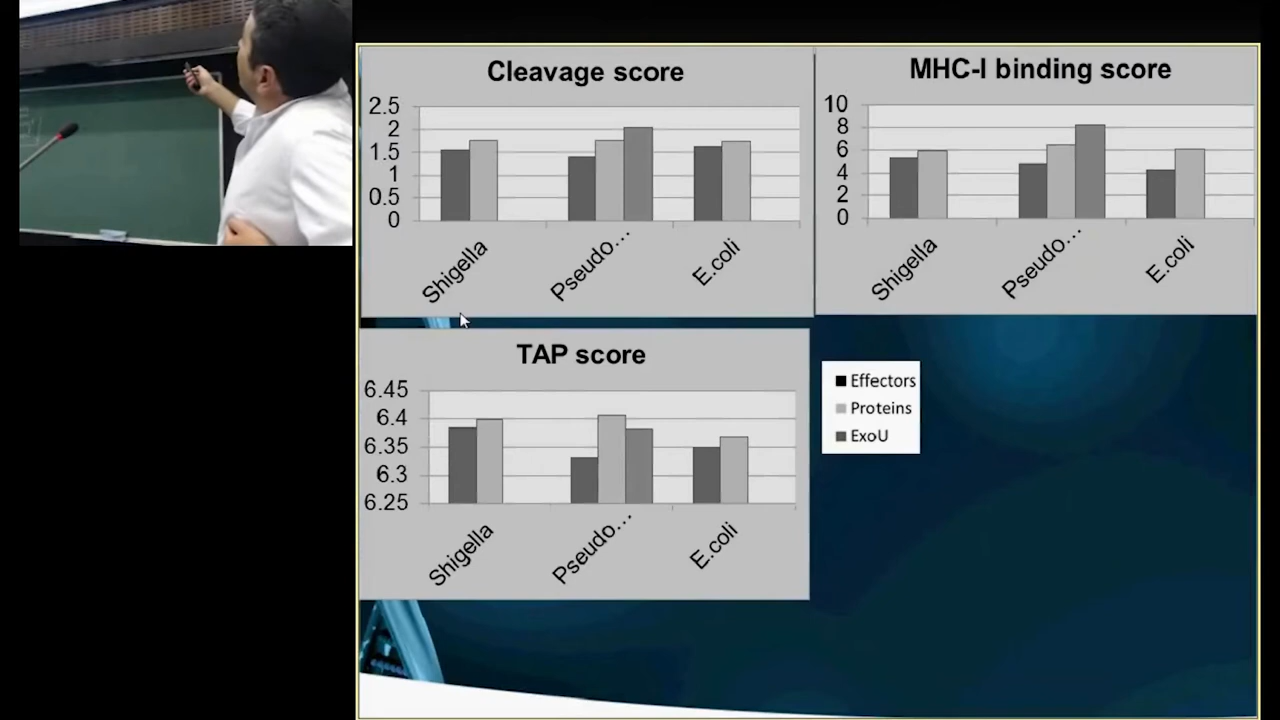 Cleavage score
2.5
2
1.5
1
0.5
0
Shigella
Pseudo...
E.coli
MHC-I binding score
10
8
6
4
2
0
Shigella
Pseudo...
E.coli
TAP score
6.45
6.4
6.35
6.3
6.25
Shigella
Pseudo...
E.coli
Effectors
Proteins
ExoU